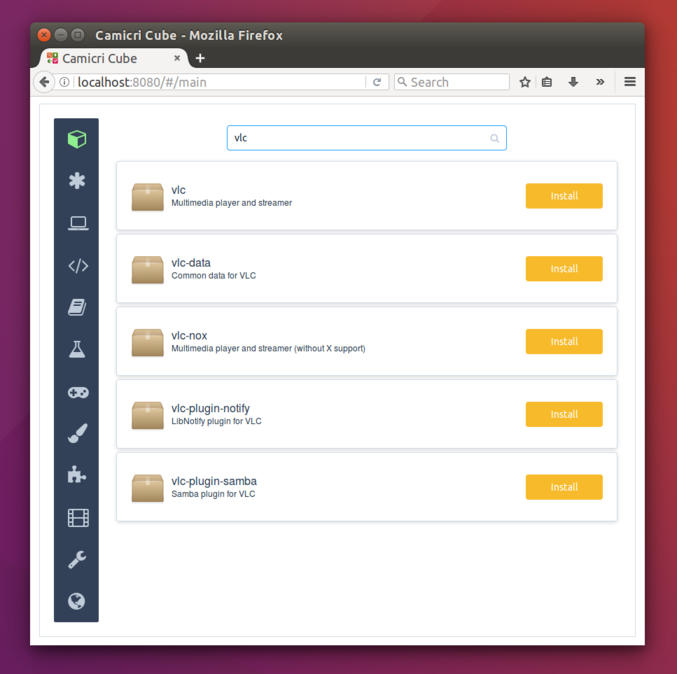 Camicri Cube - Mozilla Firefox
Camicri Cube
localhost:8080/#/main
Search
vlc
vlc
Multimedia player and streamer
Install
vlc-data
Common data for VLC
Install
vlc-nox
Multimedia player and streamer (without X support)
Install
vlc-plugin-notify
LibNotify plugin for VLC
Install
vlc-plugin-samba
Samba plugin for VLC
Install